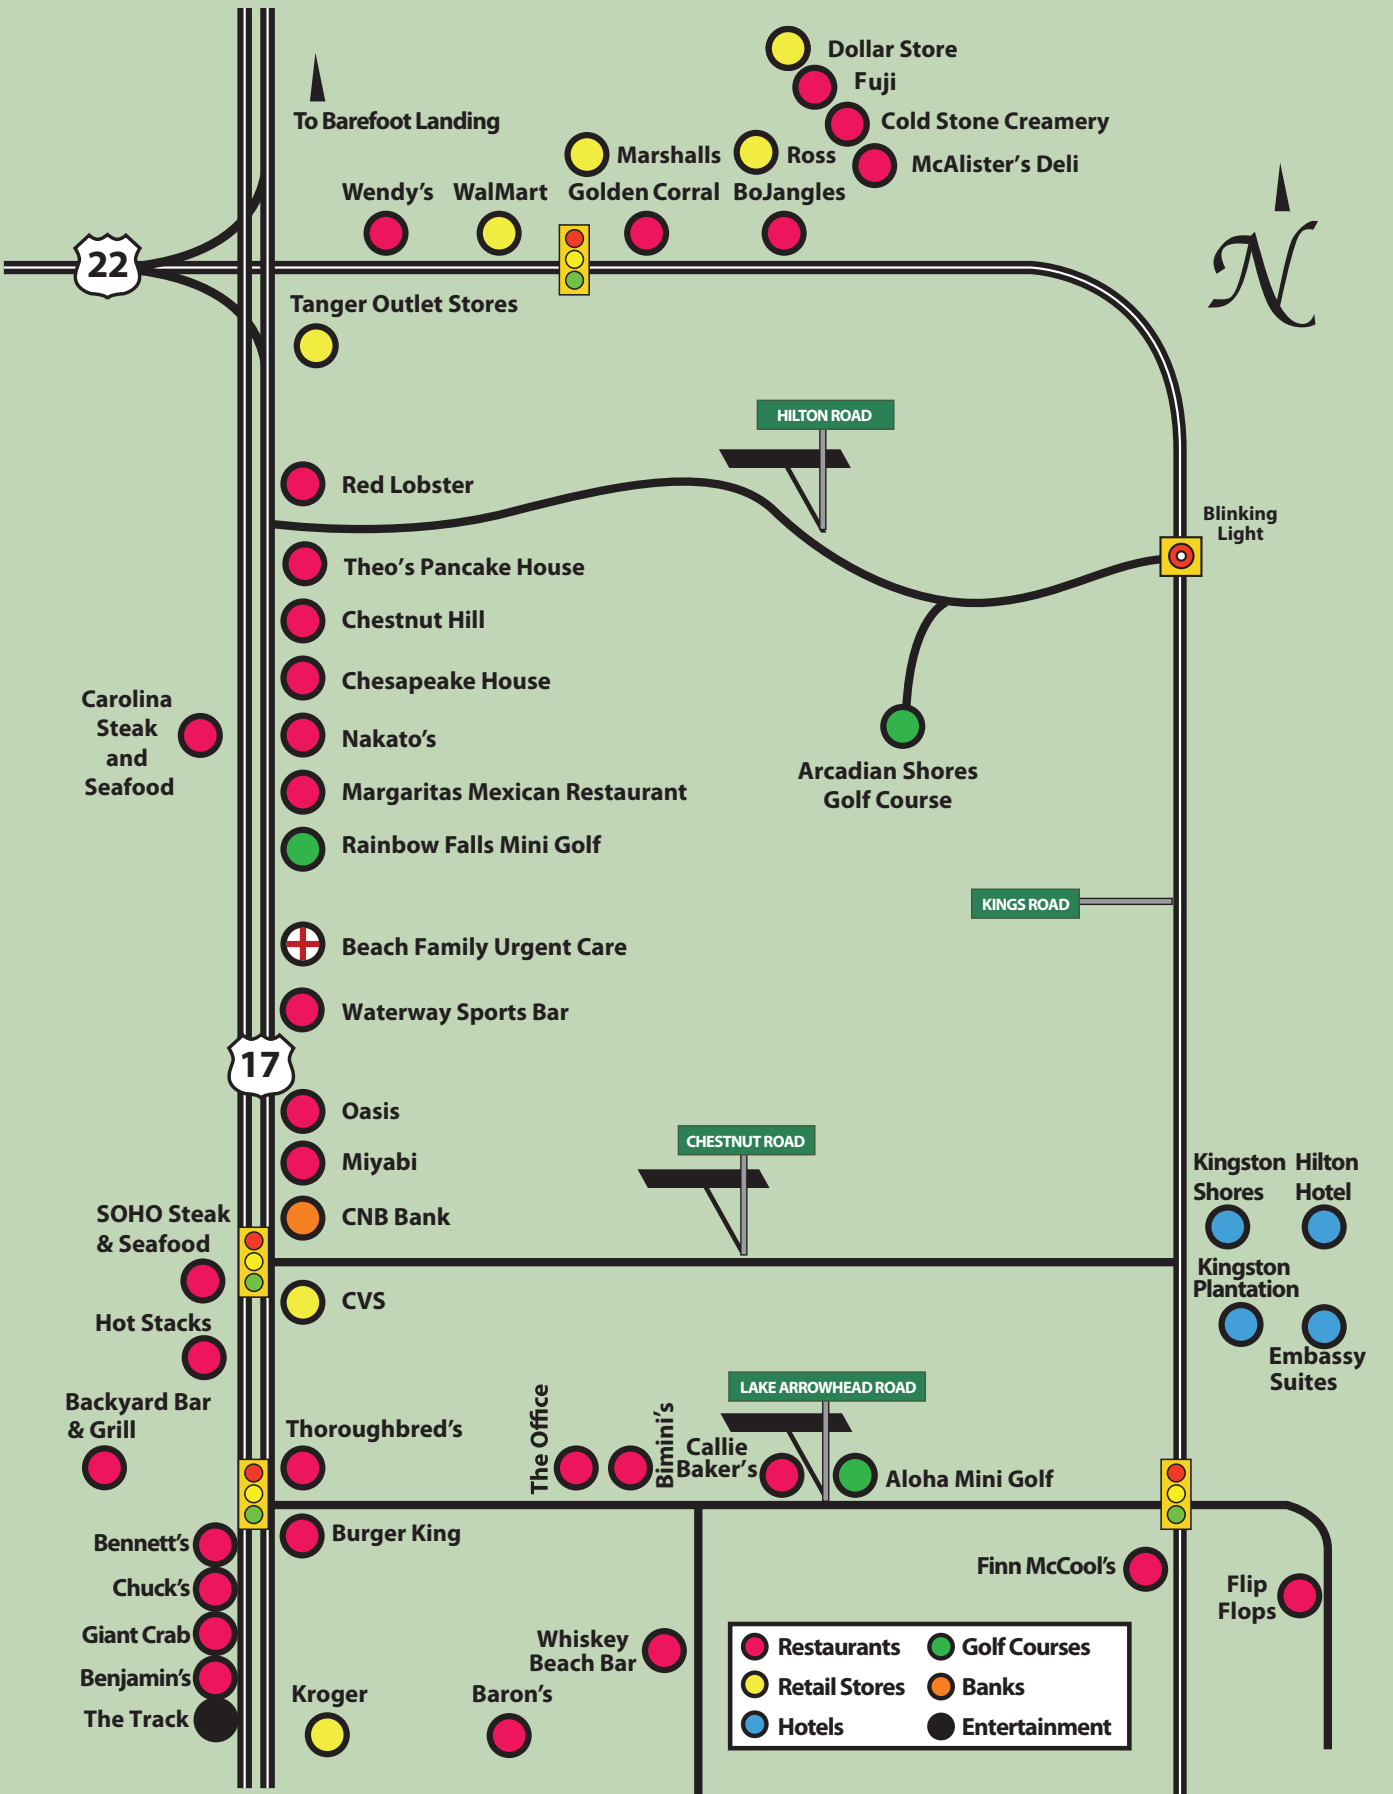 Dollar Store
Fuji
To Barefoot Landing
Cold Stone Creamery
Marshalls
Ross
McAlister’s Deli
Wendy’s
WalMart
Golden Corral
BoJangles
N
22
Tanger Outlet Stores
HILTON ROAD
Red Lobster
Blinking
Light
Theo’s Pancake House
Chestnut Hill
Chesapeake House
Carolina
Steak
and
Seafood
Nakato’s
Arcadian Shores
Golf Course
Margaritas Mexican Restaurant
Rainbow Falls Mini Golf
KINGS ROAD
Beach Family Urgent Care
Waterway Sports Bar
17
Oasis
CHESTNUT ROAD
Miyabi
Kingston
Shores
Hilton
Hotel
SOHO Steak
& Seafood
CNB Bank
Kingston
Plantation
CVS
Hot Stacks
Embassy
Suites
LAKE ARROWHEAD ROAD
Backyard Bar
& Grill
Thoroughbred’s
The Office
Bimini’s
Callie
Baker’s
Aloha Mini Golf
Bennett’s
Burger King
Finn McCool’s
Chuck’s
Flip
Flops
Giant Crab
Whiskey
Beach Bar
Benjamin’s
The Track
Kroger
Baron’s
Restaurants
Golf Courses
Retail Stores
Banks
Hotels
Entertainment